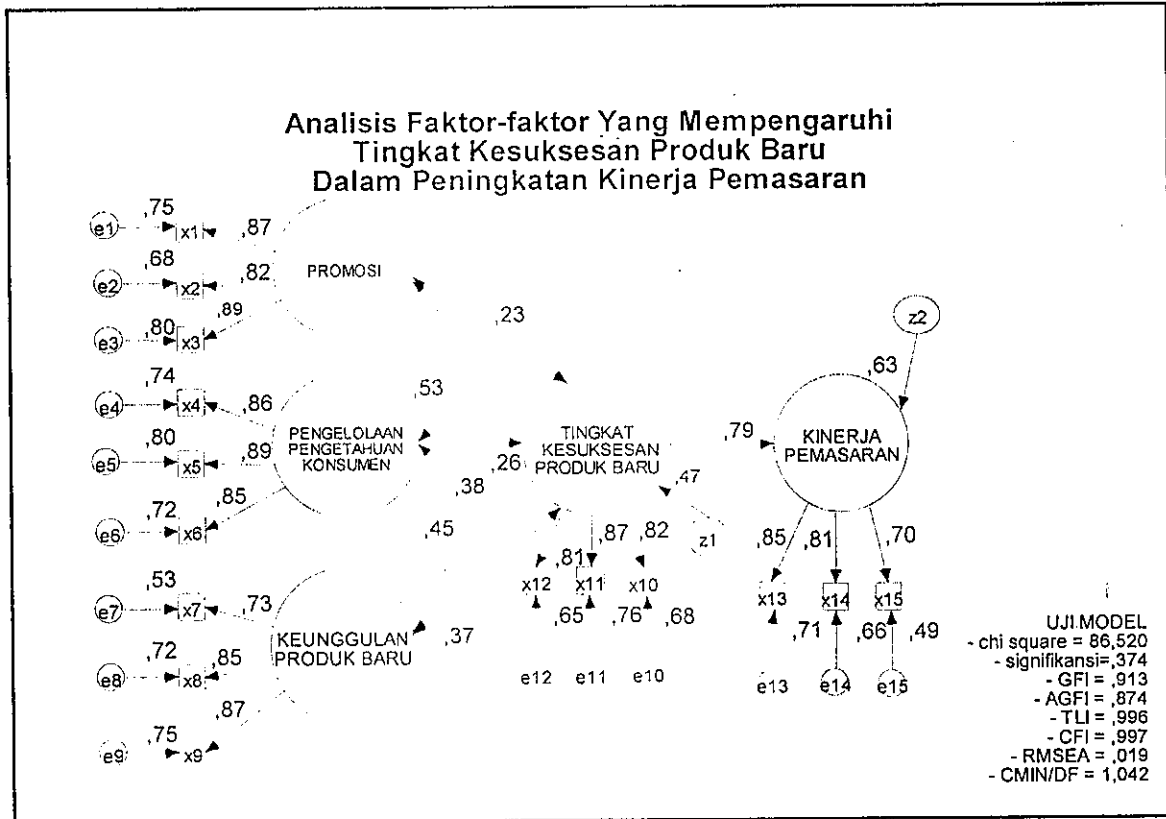 Analisis Faktor-faktor Yang Mempengaruhi
Tingkat Kesuksesan Produk Baru
Dalam Peningkatan Kinerja Pemasaran
e1 ,75 x1 ,87
e2 ,68 x2 ,82
e3 ,80 x3 ,89
PROMOSI
,23
z2
,63
e4 ,74 x4 ,86
,53
e5 ,80 x5 ,89
PENGELOLAAN
PENGETAHUAN
KONSUMEN
,26
TINGKAT
KESUKSESAN
PRODUK BARU
,79
KINERJA
PEMASARAN
,47
,38
e6 ,72 x6 ,85
,45
z1
,81 ,87 ,82
x12 x11 x10
,65 ,76 ,68
e12 e11 e10
,85 ,81 ,70
x13 x14 x15
,71 ,66 ,49
e13 e14 e15
e7 ,53 x7 ,73
,37
e8 ,72 x8 ,85
KEUNGGULAN
PRODUK BARU
e9 ,75 x9 ,87
UJI MODEL
- chi square = 86,520
- signifikansi=,374
- GFI = ,913
- AGFI = ,874
- TLI = ,996
- CFI = ,997
- RMSEA = ,019
- CMIN/DF = 1,042